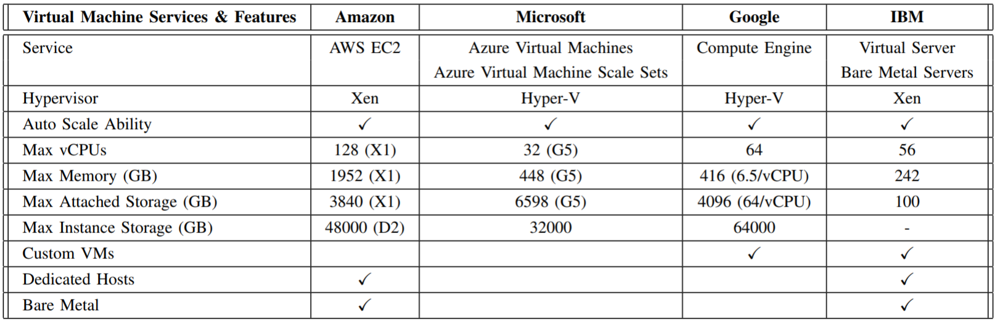 Virtual Machine Services & Features Amazon Microsoft Google IBM
Service AWS EC2 Azure Virtual Machines Compute Engine Virtual Server
Azure Virtual Machine Scale Sets Bare Metal Servers
Hypervisor Xen Hyper-V Hyper-V Xen
Auto Scale Ability ✓ ✓ ✓ ✓
Max vCPUs 128 (X1) 32 (G5) 64 56
Max Memory (GB) 1952 (X1) 448 (G5) 416 (6.5/vCPU) 242
Max Attached Storage (GB) 3840 (X1) 6598 (G5) 4096 (64/vCPU) 100
Max Instance Storage (GB) 48000 (D2) 32000 64000 -
Custom VMs ✓ ✓
Dedicated Hosts ✓ ✓
Bare Metal ✓ ✓